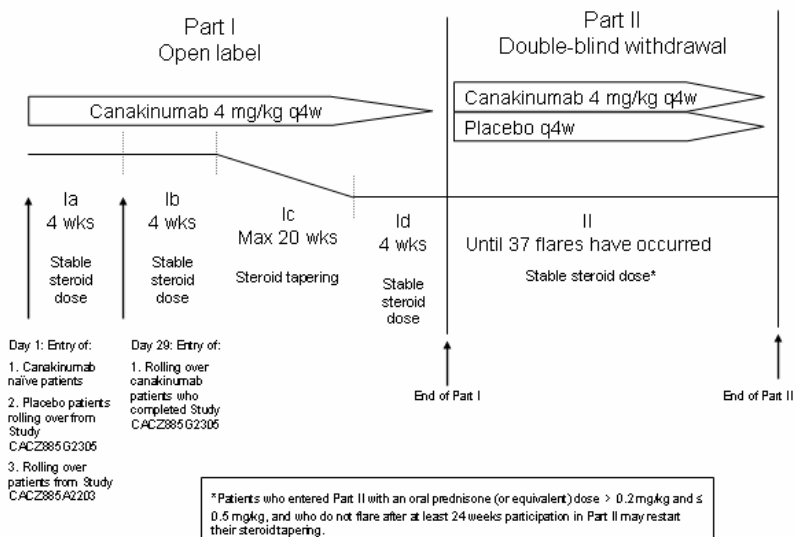 Part I
Open label
Part II
Double-blind withdrawal
Canakinumab 4 mg/kg q4w
Canakinumab 4 mg/kg q4w
Placebo q4w
Ia
4 wks
Stable
steroid
dose
Ib
4 wks
Stable
steroid
dose
Ic
Max 20 wks
Steroid tapering
Id
4 wks
Stable
steroid
dose
II
Until 37 flares have occurred
Stable steroid dose*
Day 1: Entry of:
1. Canakinumab
naïve patients
2. Placebo patients
rolling over from
Study
CACZ885G2305
3. Rolling over
patients from Study
CACZ885A2203
Day 29: Entry of:
1. Rolling over
canakinumab
patients who
completed Study
CACZ885G2305
End of Part I
End of Part II
*Patients who entered Part II with an oral prednisone (or equivalent) dose > 0.2 mg/kg and ≤
0.5 mg/kg, and who do not flare after at least 24 weeks participation in Part II may restart
their steroid tapering.